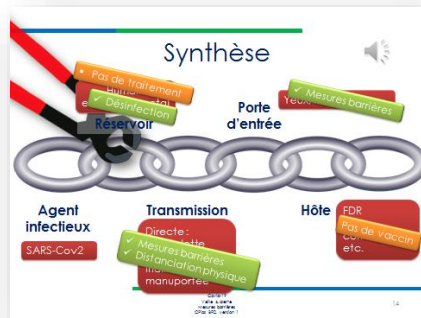 Synthèse
Pas de traitement
Désinfection
Réservoir
Porte
d'entrée
Yeux
Mesures barrières
Agent
infectieux
SARS-Cov2
Transmission
Directe :
Mesures barrières
Distanciation physique
manuportée
Hôte
FDR
Pas de vaccin
etc.
14